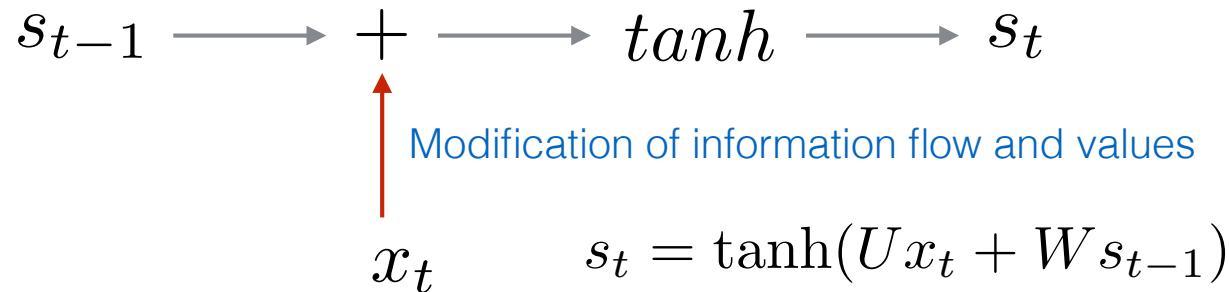 s_{t-1} → + → tanh → s_t
Modification of information flow and values
x_t
s_t = tanh(Ux_t + Ws_{t-1})